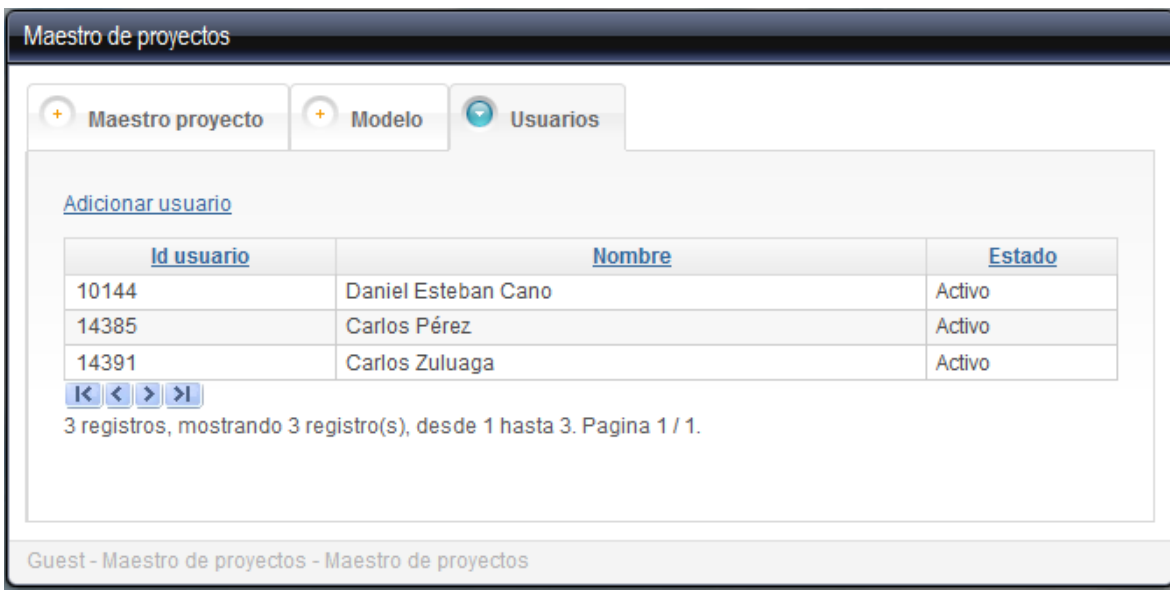 Maestro de proyectos
Maestro proyecto Modelo Usuarios
Adicionar usuario
Id usuario Nombre Estado
10144 Daniel Esteban Cano Activo
14385 Carlos Pérez Activo
14391 Carlos Zuluaga Activo
3 registros, mostrando 3 registro(s), desde 1 hasta 3. Pagina 1 / 1.
Guest - Maestro de proyectos - Maestro de proyectos